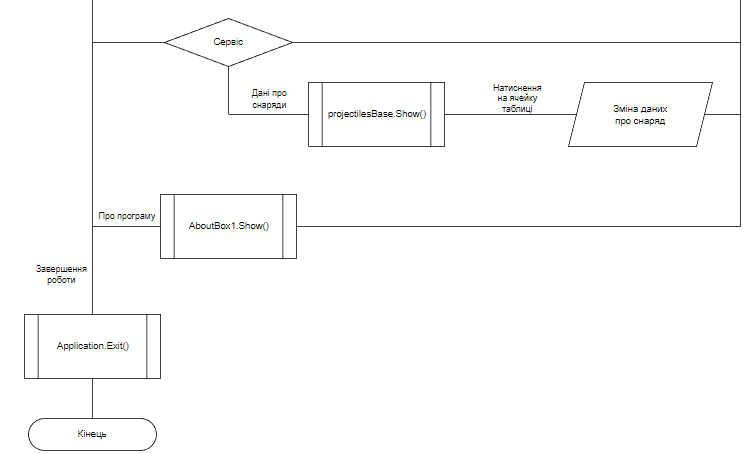 Сервіс
Дані про
снаряди
projectilesBase.Show()
Натиснення
на ячейку
таблиці
Зміна даних
про снаряд
Про програму
AboutBox1.Show()
Завершення
роботи
Application.Exit()
Кінець